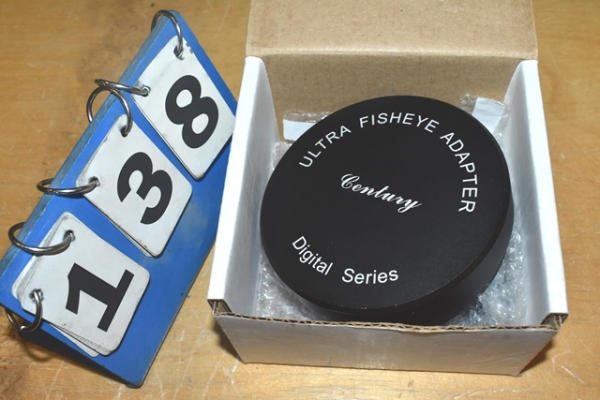 138
ULTRA FISHEYE ADAPTER
Century
Digital Series